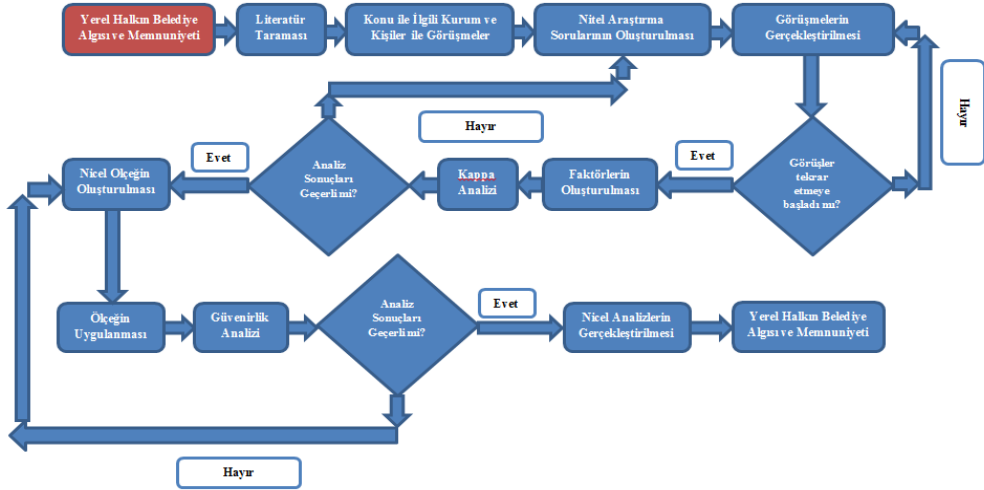 Yerel Halkın Belediye
Algısı ve Memnuniyeti
Literatür
Taraması
Konu ile İlgili Kurum ve
Kişiler ile Görüşmeler
Nitel Araştırma
Sorularının Oluşturulması
Görüşmelerin
Gerçekleştirilmesi
Hayır
Hayır
Görüşler
tekrar
etmeye
başladı mı?
Evet
Faktörlerin
Oluşturulması
Kappa
Analizi
Analiz
Sonuçları
Geçerli mi?
Evet
Nicel Ölçeğin
Oluşturulması
Ölçeğin
Uygulanması
Güvenirlik
Analizi
Analiz
Sonuçları
Geçerli mi?
Evet
Nicel Analizlerin
Gerçekleştirilmesi
Yerel Halkın Belediye
Algısı ve Memnuniyeti
Hayır